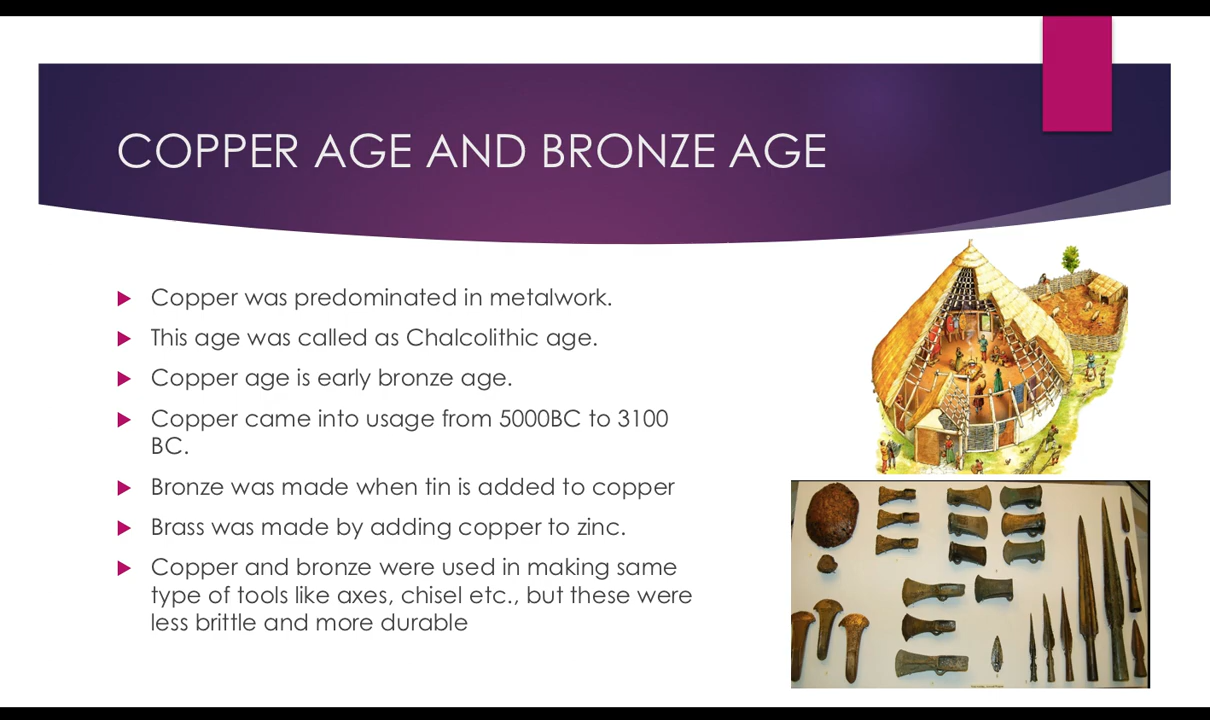 COPPER AGE AND BRONZE AGE
Copper was predominated in metalwork.
This age was called as Chalcolithic age.
Copper age is early bronze age.
Copper came into usage from 5000BC to 3100
BC.
Bronze was made when tin is added to copper
Brass was made by adding copper to zinc.
Copper and bronze were used in making same
type of tools like axes, chisel etc., but these were
less brittle and more durable